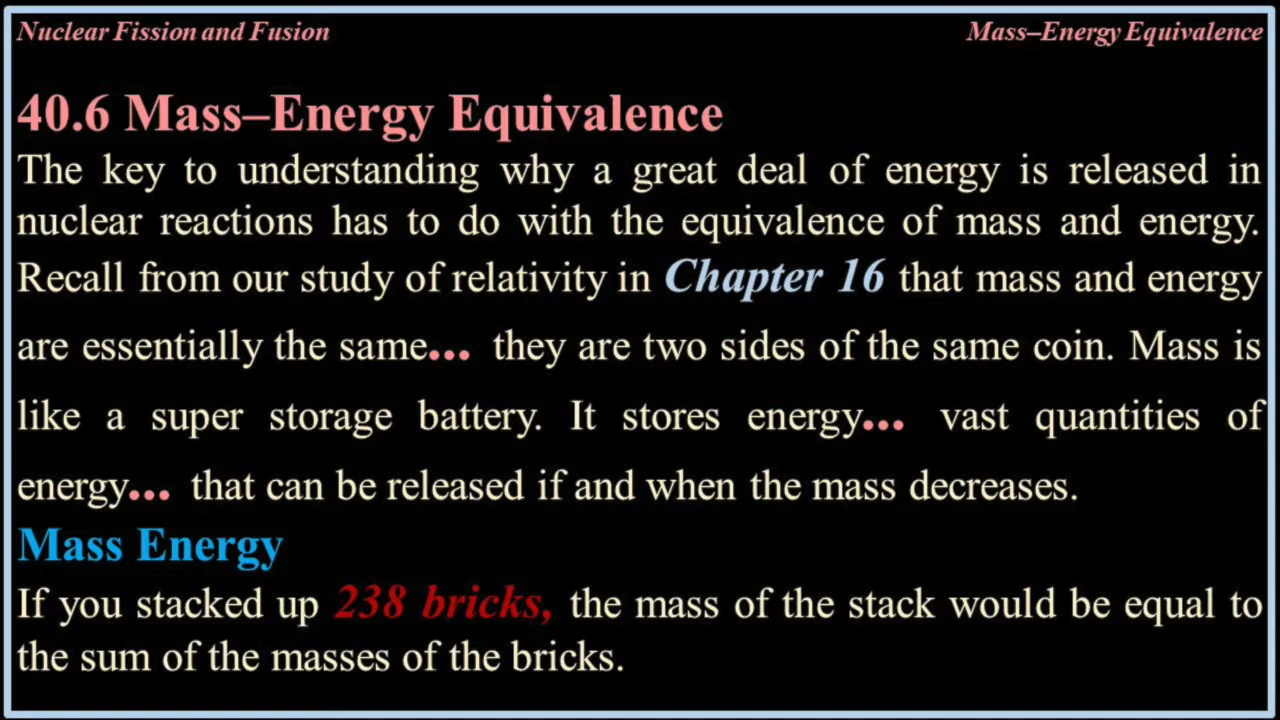 Nuclear Fission and Fusion
Mass–Energy Equivalence
40.6 Mass–Energy Equivalence
The key to understanding why a great deal of energy is released in
nuclear reactions has to do with the equivalence of mass and energy.
Recall from our study of relativity in Chapter 16 that mass and energy
are essentially the same... they are two sides of the same coin. Mass is
like a super storage battery. It stores energy... vast quantities of
energy... that can be released if and when the mass decreases.
Mass Energy
If you stacked up 238 bricks, the mass of the stack would be equal to
the sum of the masses of the bricks.